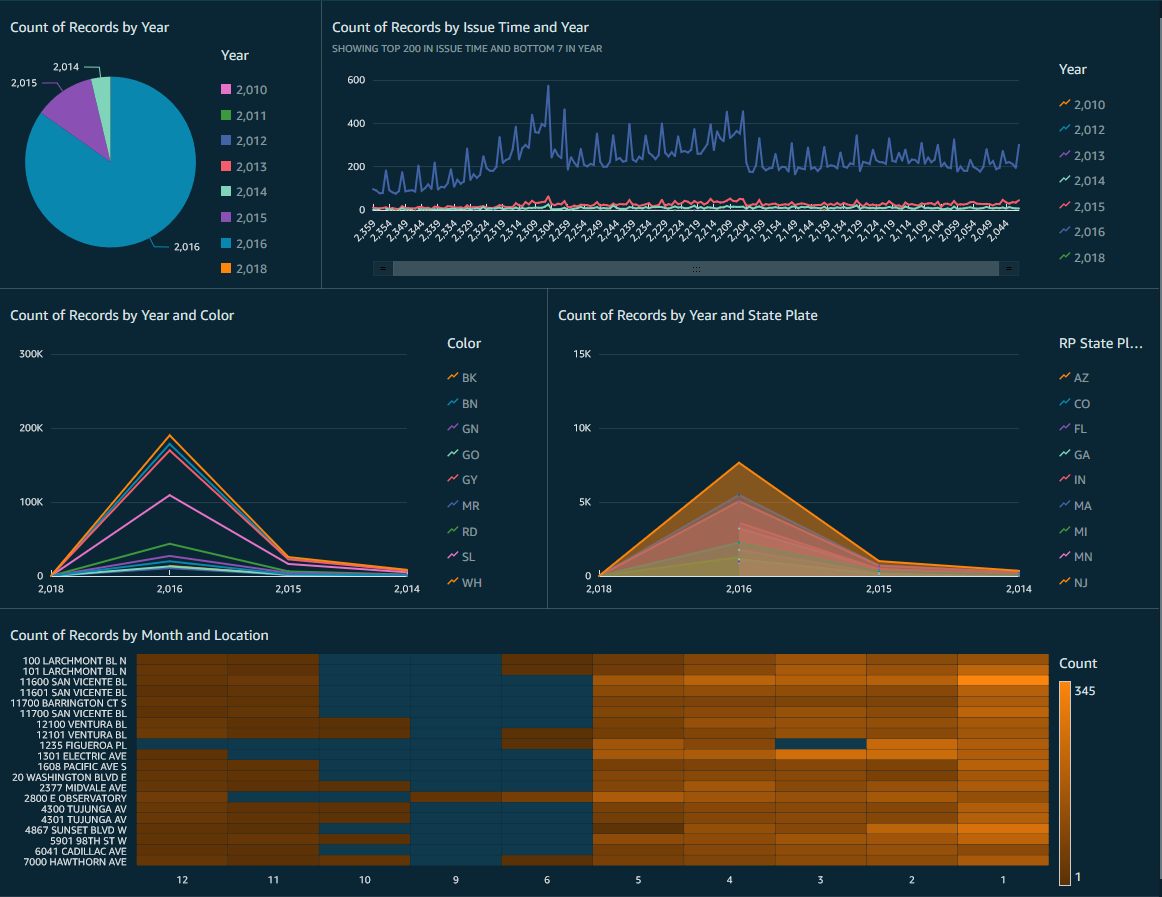 Count of Records by Year
Year
2,014
2,015
2,016
2,010
2,011
2,012
2,013
2,014
2,015
2,016
2,018
Count of Records by Issue Time and Year
SHOWING TOP 200 IN ISSUE TIME AND BOTTOM 7 IN YEAR
600
400
200
0
2,359
2,354
2,349
2,344
2,339
2,334
2,329
2,324
2,319
2,314
2,309
2,304
2,259
2,254
2,249
2,244
2,239
2,234
2,229
2,224
2,219
2,214
2,209
2,204
2,159
2,154
2,149
2,144
2,139
2,134
2,129
2,124
2,119
2,114
2,109
2,104
2,059
2,054
2,049
2,044
Year
2,010
2,012
2,013
2,014
2,015
2,016
2,018
Count of Records by Year and Color
300K
200K
100K
0
2,018
2,016
2,015
2,014
Color
BK
BN
GN
GO
GY
MR
RD
SL
WH
Count of Records by Year and State Plate
15K
10K
5K
0
2,018
2,016
2,015
2,014
RP State Pl...
AZ
CO
FL
GA
IN
MA
MI
MN
NJ
Count of Records by Month and Location
100 LARCHMONT BL N
101 LARCHMONT BL N
11600 SAN VICENTE BL
11601 SAN VICENTE BL
11700 BARRINGTON CT S
11700 SAN VICENTE BL
12100 VENTURA BL
12101 VENTURA BL
1235 FIGUEROA PL
1301 ELECTRIC AVE
1608 PACIFIC AVE S
20 WASHINGTON BLVD E
2377 MIDVALE AVE
2800 E OBSERVATORY
4300 TUJUNGA AV
4301 TUJUNGA AV
4867 SUNSET BLVD W
5901 98TH ST W
6041 CADILLAC AVE
7000 HAWTHORN AVE
12
11
10
9
6
5
4
3
2
1
Count
345
1